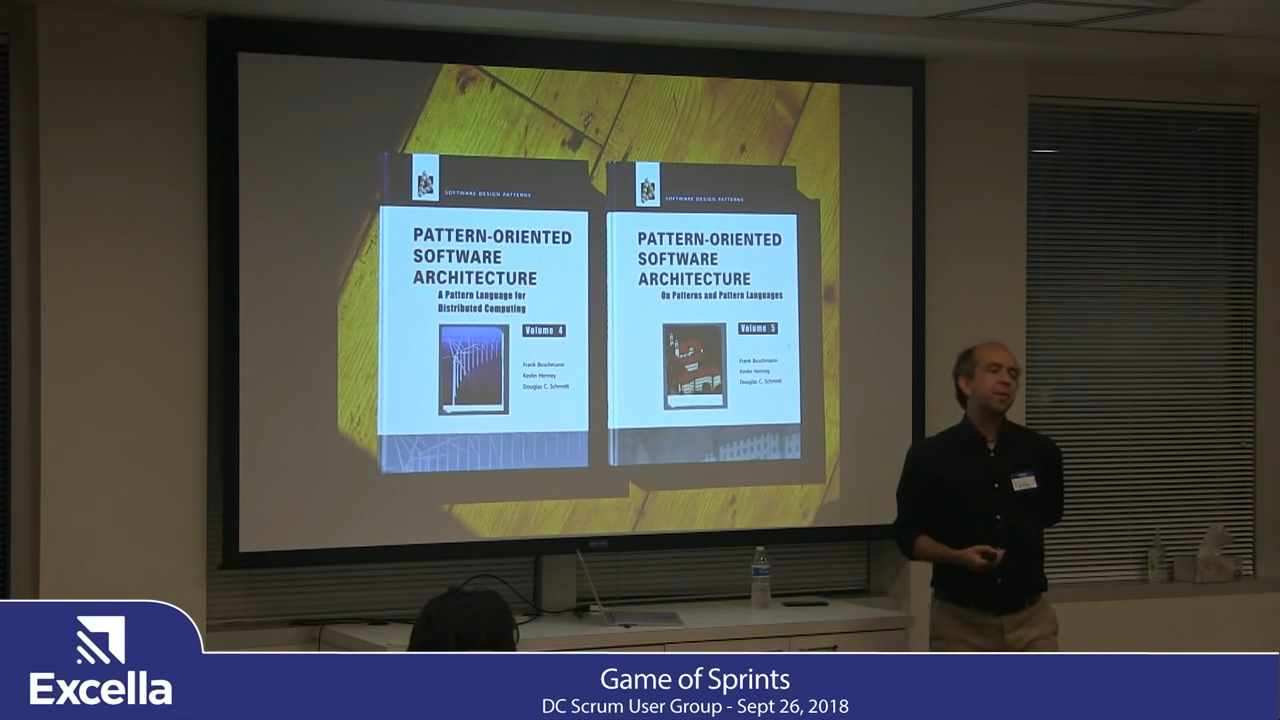 SOFTWARE DESIGN PATTERNS
PATTERN-ORIENTED
SOFTWARE
ARCHITECTURE
A Pattern Language for
Distributed Computing
Volume 4
Frank Buschmann
Kevlin Henney
Douglas C. Schmidt
SOFTWARE DESIGN PATTERNS
PATTERN-ORIENTED
SOFTWARE
ARCHITECTURE
On Patterns and Pattern Languages
Volume 5
Frank Buschmann
Kevlin Henney
Douglas C. Schmidt
Excella
Game of Sprints
DC Scrum User Group - Sept 26, 2018